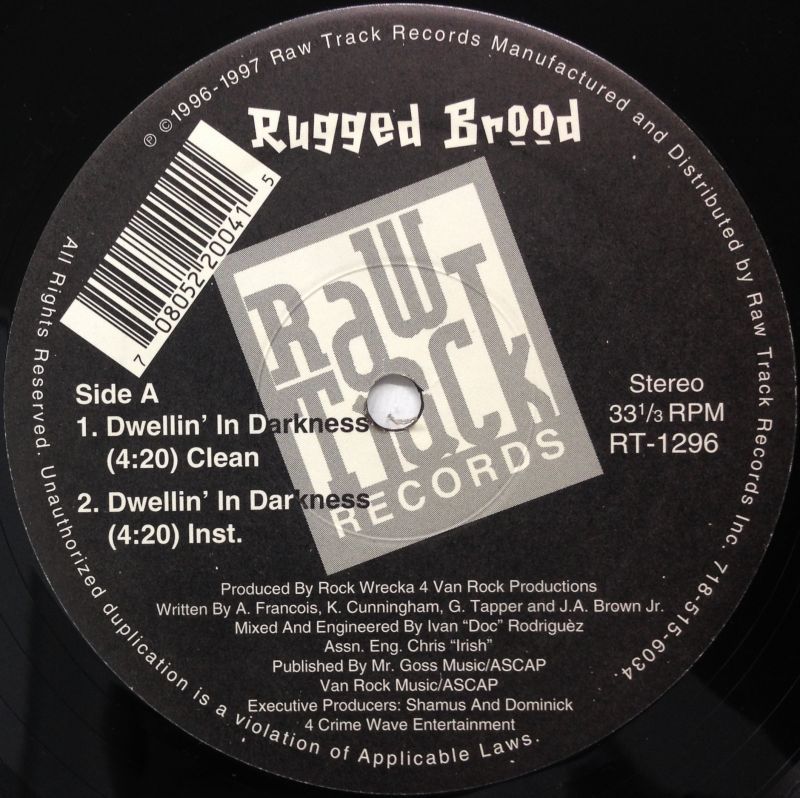 ℗ ©1996-1997 Raw Track Records Manufactured and Distributed by Raw Track Records Inc. 718-515-6034.
Rugged Brood
7 08052 20041 5
RaW
TRack
RECORDS
Side A
1. Dwellin' In Darkness
(4:20) Clean
2. Dwellin' In Darkness
(4:20) Inst.
Stereo
33 1/3 RPM
RT-1296
Produced By Rock Wrecka 4 Van Rock Productions
Written By A. Francois, K. Cunningham, G. Tapper and J.A. Brown Jr.
Mixed And Engineered By Ivan “Doc” Rodriguèz
Assn. Eng. Chris “Irish”
Published By Mr. Goss Music/ASCAP
Van Rock Music/ASCAP
Executive Producers: Shamus And Dominick
4 Crime Wave Entertainment
All Rights Reserved. Unauthorized duplication is a violation of Applicable Laws.